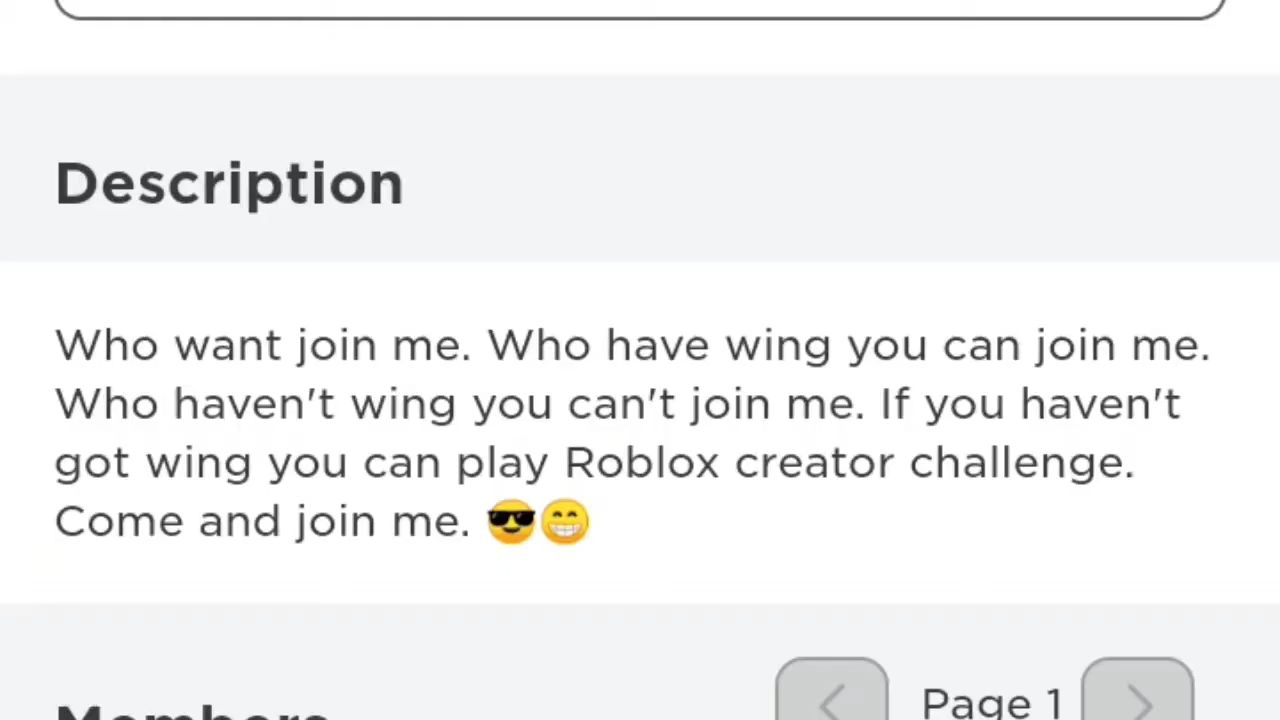 Description
Who want join me. Who have wing you can join me.
Who haven't wing you can't join me. If you haven't
got wing you can play Roblox creator challenge.
Come and join me. 😎😁
Members
Page 1